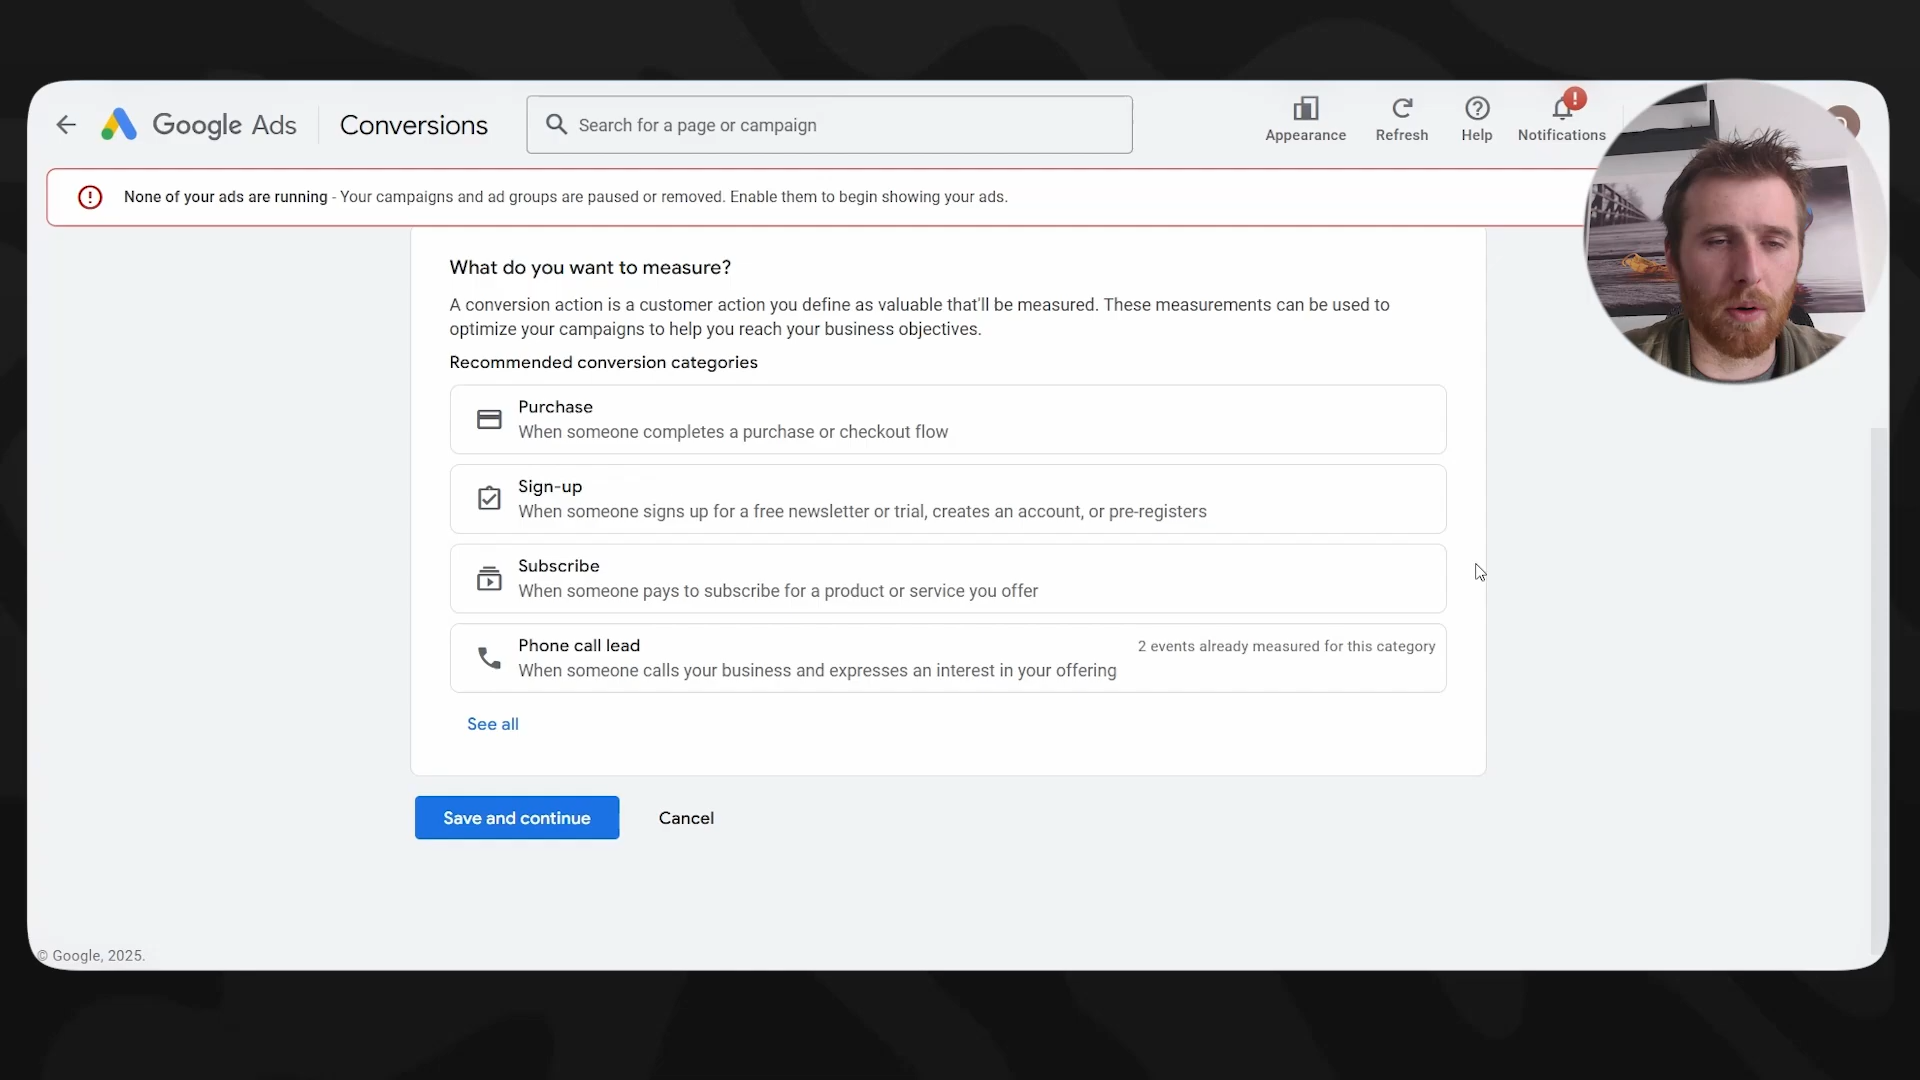 Google Ads
Conversions
Search for a page or campaign
Appearance
Refresh
Help
Notifications
None of your ads are running - Your campaigns and ad groups are paused or removed. Enable them to begin showing your ads.
What do you want to measure?
A conversion action is a customer action you define as valuable that'll be measured. These measurements can be used to
optimize your campaigns to help you reach your business objectives.
Recommended conversion categories
Purchase
When someone completes a purchase or checkout flow
Sign-up
When someone signs up for a free newsletter or trial, creates an account, or pre-registers
Subscribe
When someone pays to subscribe for a product or service you offer
Phone call lead
2 events already measured for this category
When someone calls your business and expresses an interest in your offering
See all
Save and continue
Cancel
© Google, 2025.